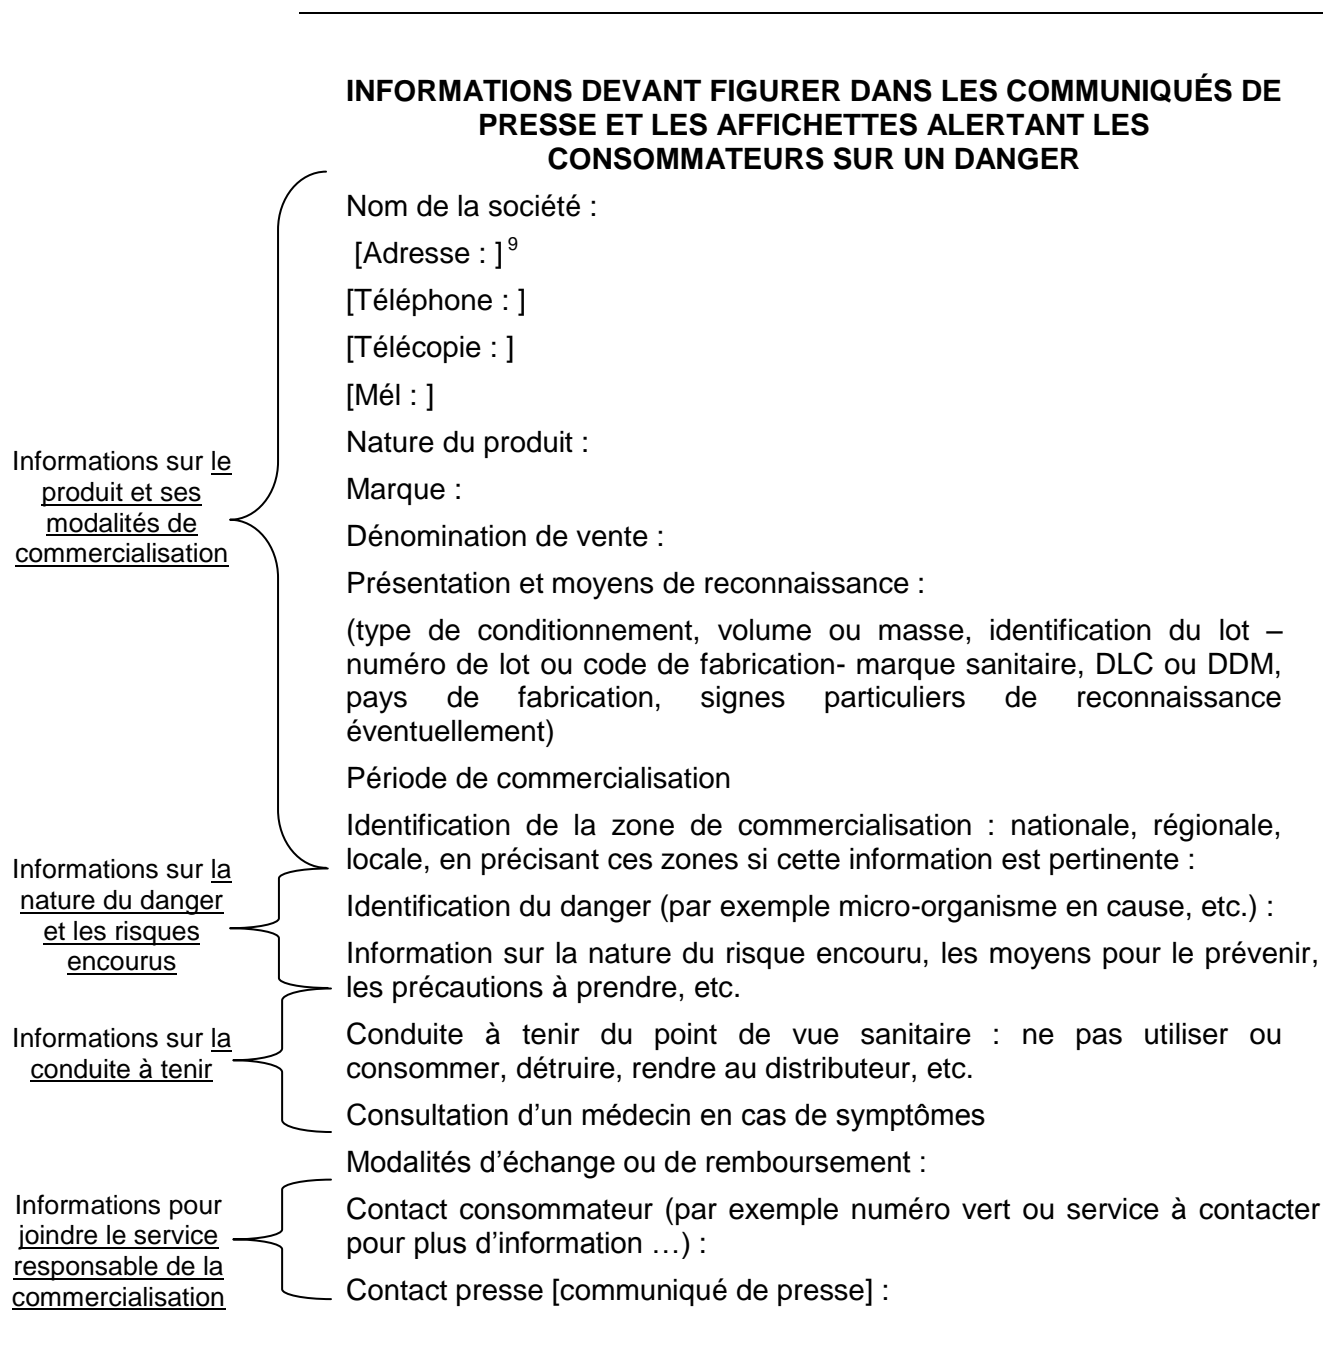 INFORMATIONS DEVANT FIGURER DANS LES COMMUNIQUÉS DE
PRESSE ET LES AFFICHETTES ALERTANT LES
CONSOMMATEURS SUR UN DANGER
Nom de la société :
[Adresse : ] 9
[Téléphone : ]
[Télécopie : ]
[Mél : ]
Nature du produit :
Marque :
Dénomination de vente :
Présentation et moyens de reconnaissance :
(type de conditionnement, volume ou masse, identification du lot –
numéro de lot ou code de fabrication- marque sanitaire, DLC ou DDM,
pays de fabrication, signes particuliers de reconnaissance
éventuellement)
Période de commercialisation
Identification de la zone de commercialisation : nationale, régionale,
locale, en précisant ces zones si cette information est pertinente :
Informations sur le
produit et ses
modalités de
commercialisation
Identification du danger (par exemple micro-organisme en cause, etc.) :
Information sur la nature du risque encouru, les moyens pour le prévenir,
les précautions à prendre, etc.
Informations sur la
nature du danger
et les risques
encourus
Conduite à tenir du point de vue sanitaire : ne pas utiliser ou
consommer, détruire, rendre au distributeur, etc.
Consultation d’un médecin en cas de symptômes
Informations sur la
conduite à tenir
Modalités d’échange ou de remboursement :
Contact consommateur (par exemple numéro vert ou service à contacter
pour plus d’information …) :
Contact presse [communiqué de presse] :
Informations pour
joindre le service
responsable de la
commercialisation